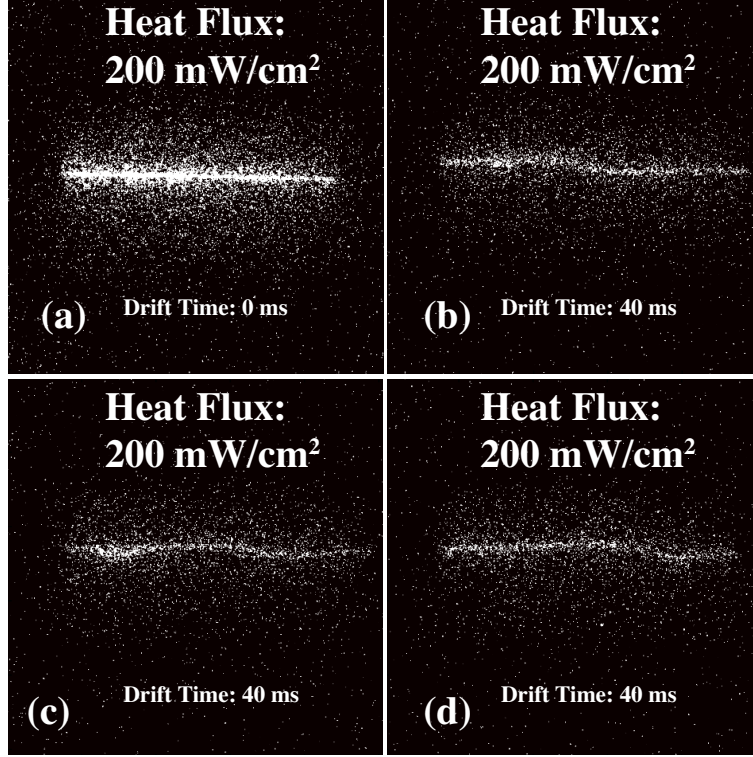 Heat Flux:
200 mW/cm²
Drift Time: 0 ms
(a)
Heat Flux:
200 mW/cm²
Drift Time: 40 ms
(b)
Heat Flux:
200 mW/cm²
Drift Time: 40 ms
(c)
Heat Flux:
200 mW/cm²
Drift Time: 40 ms
(d)